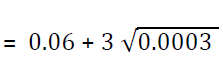 = 0.06 + 3 √0.0003